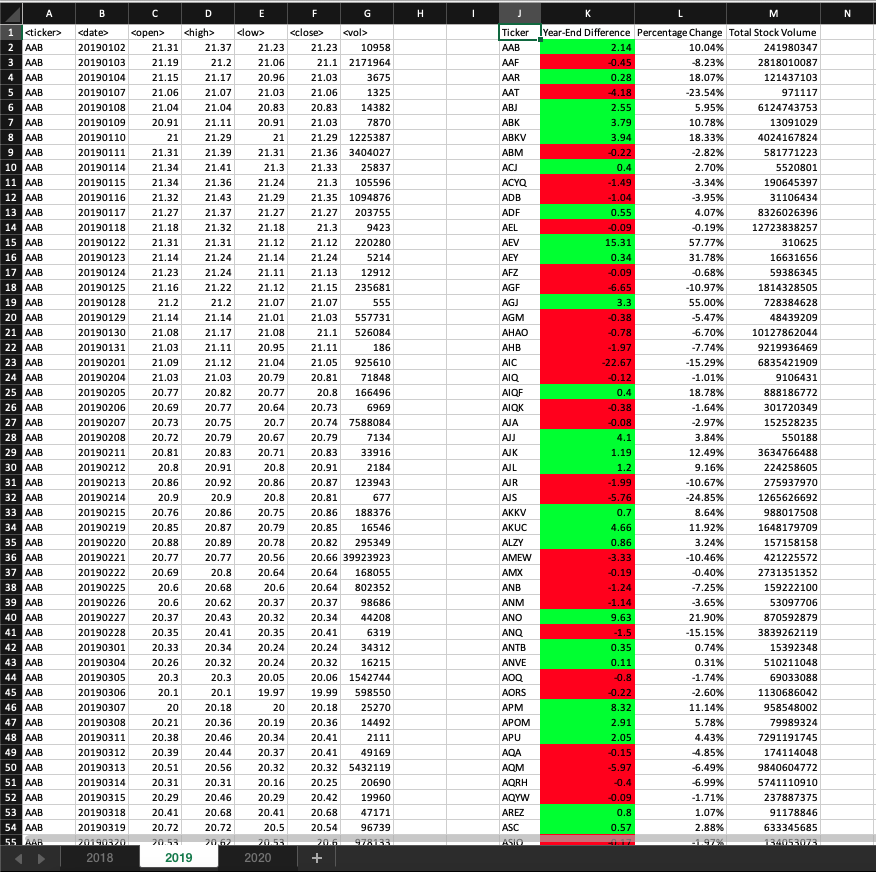 A B C D E F G H I J K L M N
1 <ticker> <date> <open> <high> <low> <close> <vol> Ticker Year-End Difference Percentage Change Total Stock Volume
2 AAB 20190102 21.31 21.37 21.23 21.23 10958 AAB 2.14 10.04% 241980347
3 AAB 20190103 21.19 21.2 21.06 21.1 2171964 AAF -0.45 -8.23% 2818010087
4 AAB 20190104 21.15 21.17 20.96 21.03 3675 AAR 0.28 18.07% 121437103
5 AAB 20190107 21.06 21.07 21.03 21.06 1325 AAT -4.18 -23.54% 971117
6 AAB 20190108 21.04 21.04 20.83 20.83 14382 ABJ 2.55 5.95% 6124743753
7 AAB 20190109 20.91 21.11 20.91 21.03 7870 ABK 3.79 10.78% 13091029
8 AAB 20190110 21 21.29 21 21.29 1225387 ABKV 3.94 18.33% 4024167824
9 AAB 20190111 21.31 21.39 21.31 21.36 3404027 ABM -0.22 -2.82% 581771223
10 AAB 20190114 21.34 21.41 21.3 21.33 25837 ACJ 0.4 2.70% 5520801
11 AAB 20190115 21.34 21.36 21.24 21.3 105596 ACYQ -1.49 -3.34% 190645397
12 AAB 20190116 21.32 21.43 21.29 21.35 1094876 ADB -1.04 -3.95% 31106434
13 AAB 20190117 21.27 21.37 21.27 21.27 203755 ADF 0.55 4.07% 8326026396
14 AAB 20190118 21.18 21.32 21.18 21.3 9423 AEL -0.09 -0.19% 12723838257
15 AAB 20190122 21.31 21.31 21.12 21.12 220280 AEV 15.31 57.77% 310625
16 AAB 20190123 21.14 21.24 21.14 21.24 5214 AEY 0.34 31.78% 16631656
17 AAB 20190124 21.23 21.24 21.11 21.13 12912 AFZ -0.09 -0.68% 59386345
18 AAB 20190125 21.16 21.22 21.12 21.15 235681 AGF -6.65 -10.97% 1814328505
19 AAB 20190128 21.2 21.2 21.07 21.07 555 AGJ 3.3 55.00% 728384628
20 AAB 20190129 21.14 21.14 21.01 21.03 557731 AGM -0.38 -5.47% 48439209
21 AAB 20190130 21.08 21.17 21.08 21.1 526084 AHAO -0.78 -6.70% 10127862044
22 AAB 20190131 21.03 21.11 20.95 21.11 186 AHB -1.97 -7.74% 9219936469
23 AAB 20190201 21.09 21.12 21.04 21.05 925610 AIC -22.67 -15.29% 6835421909
24 AAB 20190204 21.03 21.03 20.79 20.81 71848 AIQ -0.12 -1.01% 9106431
25 AAB 20190205 20.77 20.82 20.77 20.8 166496 AIQF 0.4 18.78% 888186772
26 AAB 20190206 20.69 20.77 20.64 20.73 6969 AIQK -0.38 -1.64% 301720349
27 AAB 20190207 20.73 20.75 20.7 20.74 7588084 AJA -0.08 -2.97% 152528235
28 AAB 20190208 20.72 20.79 20.67 20.79 7134 AJJ 4.1 3.84% 550188
29 AAB 20190211 20.81 20.83 20.71 20.83 33916 AJK 1.19 12.49% 3634766488
30 AAB 20190212 20.8 20.91 20.8 20.91 2184 AJL 1.2 9.16% 224258605
31 AAB 20190213 20.86 20.92 20.86 20.87 123943 AJR -1.99 -10.67% 275937970
32 AAB 20190214 20.9 20.9 20.8 20.81 677 AJS -5.76 -24.85% 1265626692
33 AAB 20190215 20.76 20.86 20.75 20.86 188376 AKKV 0.7 8.64% 988017508
34 AAB 20190219 20.85 20.87 20.79 20.85 16546 AKUC 4.66 11.92% 1648179709
35 AAB 20190220 20.88 20.89 20.78 20.82 295349 ALZY 0.86 3.24% 157158158
36 AAB 20190221 20.77 20.77 20.56 20.66 39923923 AMEW -3.33 -10.46% 421225572
37 AAB 20190222 20.69 20.8 20.64 20.64 168055 AMX -0.19 -0.40% 2731351352
38 AAB 20190225 20.6 20.68 20.6 20.64 802352 ANB -1.24 -7.25% 159222100
39 AAB 20190226 20.6 20.62 20.37 20.37 98686 ANM -1.14 -3.65% 53097706
40 AAB 20190227 20.37 20.43 20.32 20.34 44208 ANO 9.63 21.90% 870592879
41 AAB 20190228 20.35 20.41 20.35 20.41 6319 ANQ -1.5 -15.15% 3839262119
42 AAB 20190301 20.33 20.34 20.24 20.24 34312 ANTB 0.35 0.74% 15392348
43 AAB 20190304 20.26 20.32 20.24 20.32 16215 ANVE 0.11 0.31% 510211048
44 AAB 20190305 20.3 20.3 20.05 20.06 1542744 AOQ -0.8 -1.74% 69033088
45 AAB 20190306 20.1 20.1 19.97 19.99 598550 AORS -0.22 -2.60% 1130686042
46 AAB 20190307 20 20.18 20 20.18 25270 APM 8.32 11.14% 958548002
47 AAB 20190308 20.21 20.36 20.19 20.36 14492 APOM 2.91 5.78% 79989324
48 AAB 20190311 20.38 20.46 20.34 20.41 2111 APU 2.05 4.43% 7291191745
49 AAB 20190312 20.39 20.44 20.37 20.41 49169 AQA -0.15 -4.85% 174114048
50 AAB 20190313 20.51 20.56 20.32 20.32 5432119 AQM -5.97 -6.49% 9840604772
51 AAB 20190314 20.31 20.31 20.16 20.25 20690 AQRH -0.4 -6.99% 5741110910
52 AAB 20190315 20.29 20.46 20.29 20.42 19960 AQYW -0.09 -1.71% 237887375
53 AAB 20190318 20.41 20.68 20.41 20.68 47171 AREZ 0.8 1.07% 91178846
54 AAB 20190319 20.72 20.72 20.5 20.54 96739 ASC 0.57 2.88% 633345685
55 AAB 20190320 20.53 20.62 20.53 20.6 978133 ASIO -0.17 -1.97% 134053073
2018 2019 2020 +